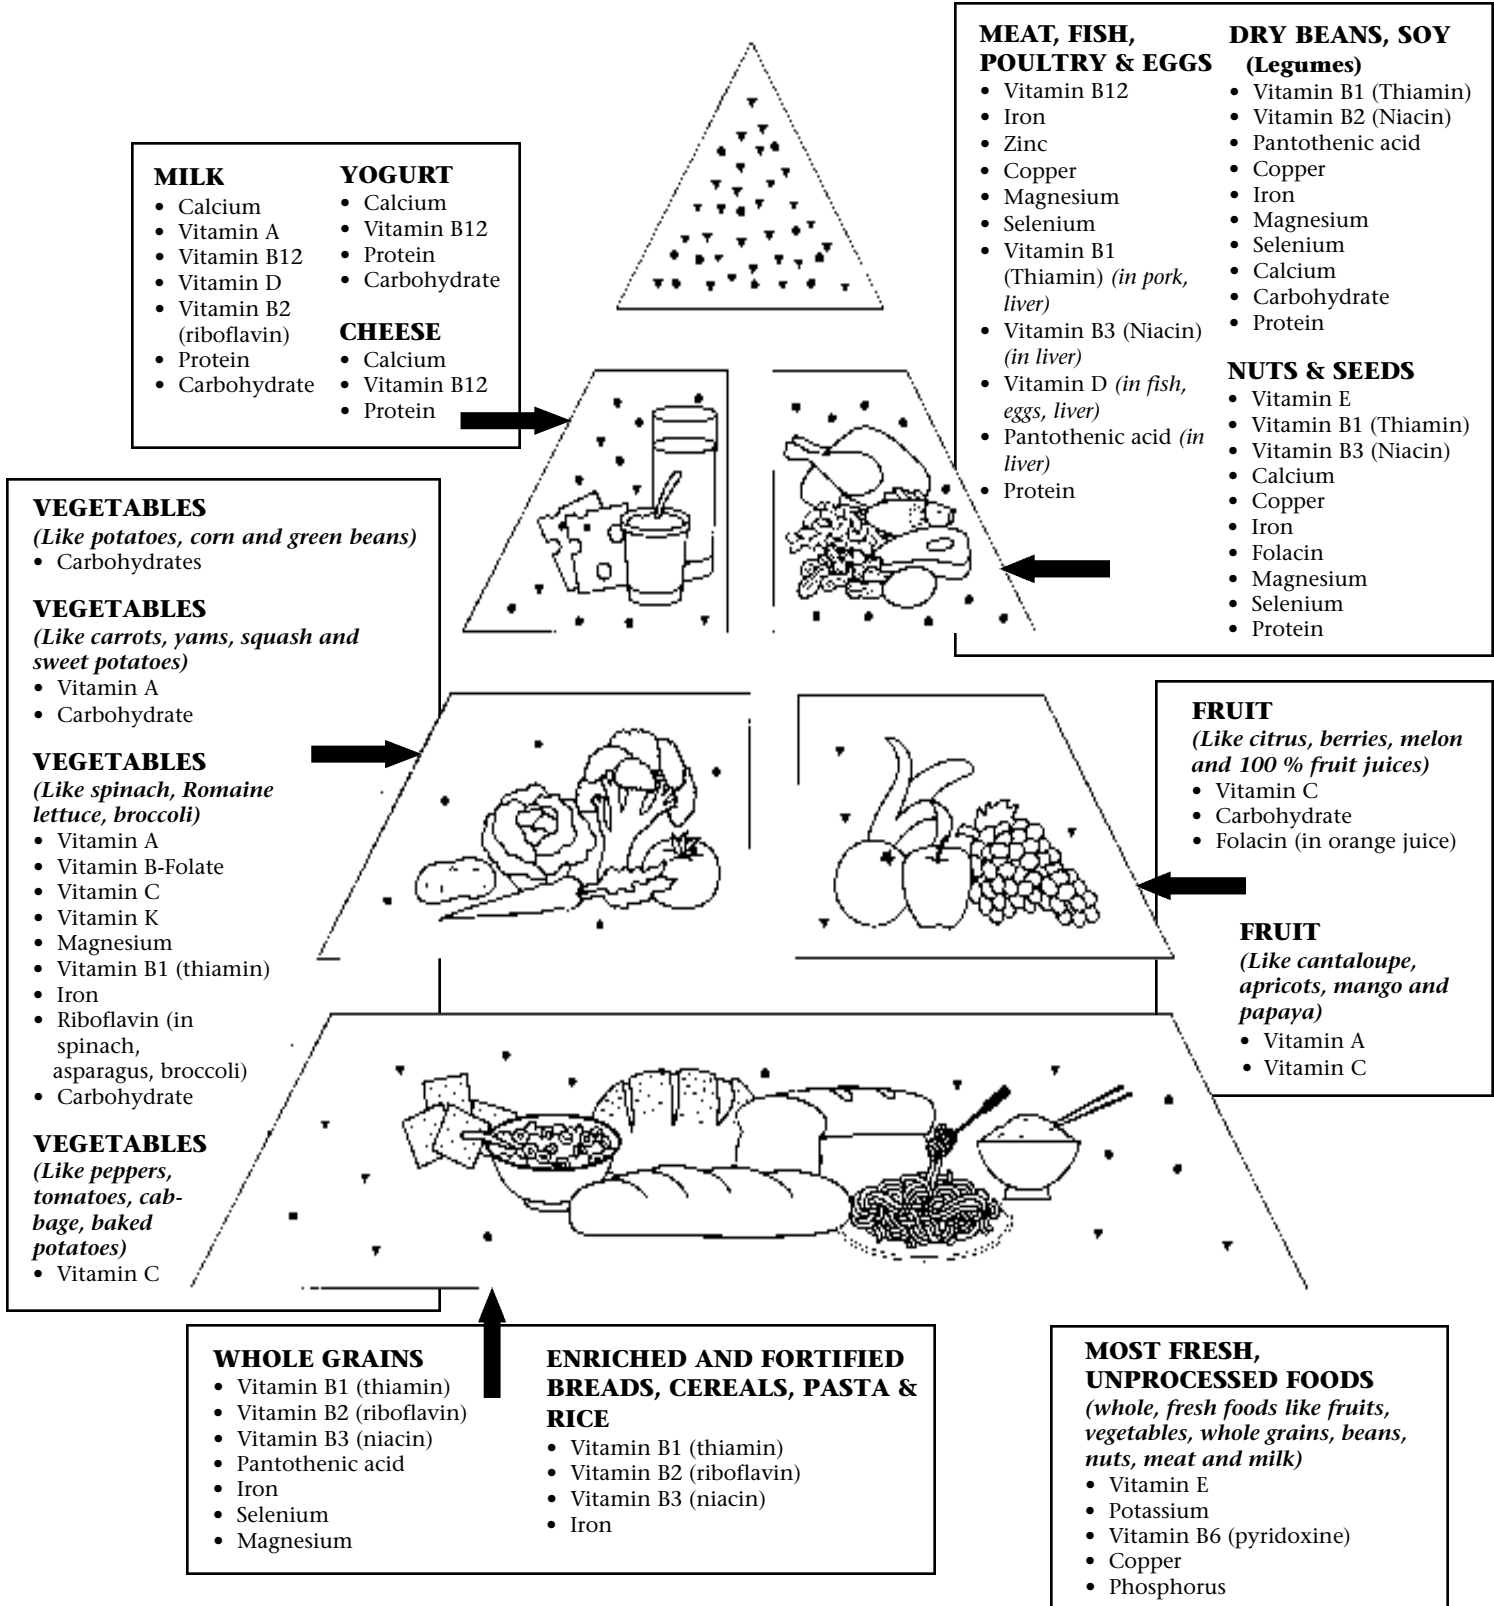 MILK
• Calcium
• Vitamin A
• Vitamin B12
• Vitamin D
• Vitamin B2
(riboflavin)
• Protein
• Carbohydrate
YOGURT
• Calcium
• Vitamin B12
• Protein
• Carbohydrate
CHEESE
• Calcium
• Vitamin B12
• Protein
MEAT, FISH,
POULTRY & EGGS
• Vitamin B12
• Iron
• Zinc
• Copper
• Magnesium
• Selenium
• Vitamin B1
(Thiamin) (in pork,
liver)
• Vitamin B3 (Niacin)
(in liver)
• Vitamin D (in fish,
eggs, liver)
• Pantothenic acid (in
liver)
• Protein
DRY BEANS, SOY
(Legumes)
• Vitamin B1 (Thiamin)
• Vitamin B2 (Niacin)
• Pantothenic acid
• Copper
• Iron
• Magnesium
• Selenium
• Calcium
• Carbohydrate
• Protein
NUTS & SEEDS
• Vitamin E
• Vitamin B1 (Thiamin)
• Vitamin B3 (Niacin)
• Calcium
• Copper
• Iron
• Folacin
• Magnesium
• Selenium
• Protein
VEGETABLES
(Like potatoes, corn and green beans)
• Carbohydrates
VEGETABLES
(Like carrots, yams, squash and
sweet potatoes)
• Vitamin A
• Carbohydrate
VEGETABLES
(Like spinach, Romaine
lettuce, broccoli)
• Vitamin A
• Vitamin B-Folate
• Vitamin C
• Vitamin K
• Magnesium
• Vitamin B1 (thiamin)
• Iron
• Riboflavin (in
spinach,
asparagus, broccoli)
• Carbohydrate
VEGETABLES
(Like peppers,
tomatoes, cab-
bage, baked
potatoes)
• Vitamin C
FRUIT
(Like citrus, berries, melon
and 100 % fruit juices)
• Vitamin C
• Carbohydrate
• Folacin (in orange juice)
FRUIT
(Like cantaloupe,
apricots, mango and
papaya)
• Vitamin A
• Vitamin C
WHOLE GRAINS
• Vitamin B1 (thiamin)
• Vitamin B2 (riboflavin)
• Vitamin B3 (niacin)
• Pantothenic acid
• Iron
• Selenium
• Magnesium
ENRICHED AND FORTIFIED
BREADS, CEREALS, PASTA &
RICE
• Vitamin B1 (thiamin)
• Vitamin B2 (riboflavin)
• Vitamin B3 (niacin)
• Iron
MOST FRESH,
UNPROCESSED FOODS
(whole, fresh foods like fruits,
vegetables, whole grains, beans,
nuts, meat and milk)
• Vitamin E
• Potassium
• Vitamin B6 (pyridoxine)
• Copper
• Phosphorus